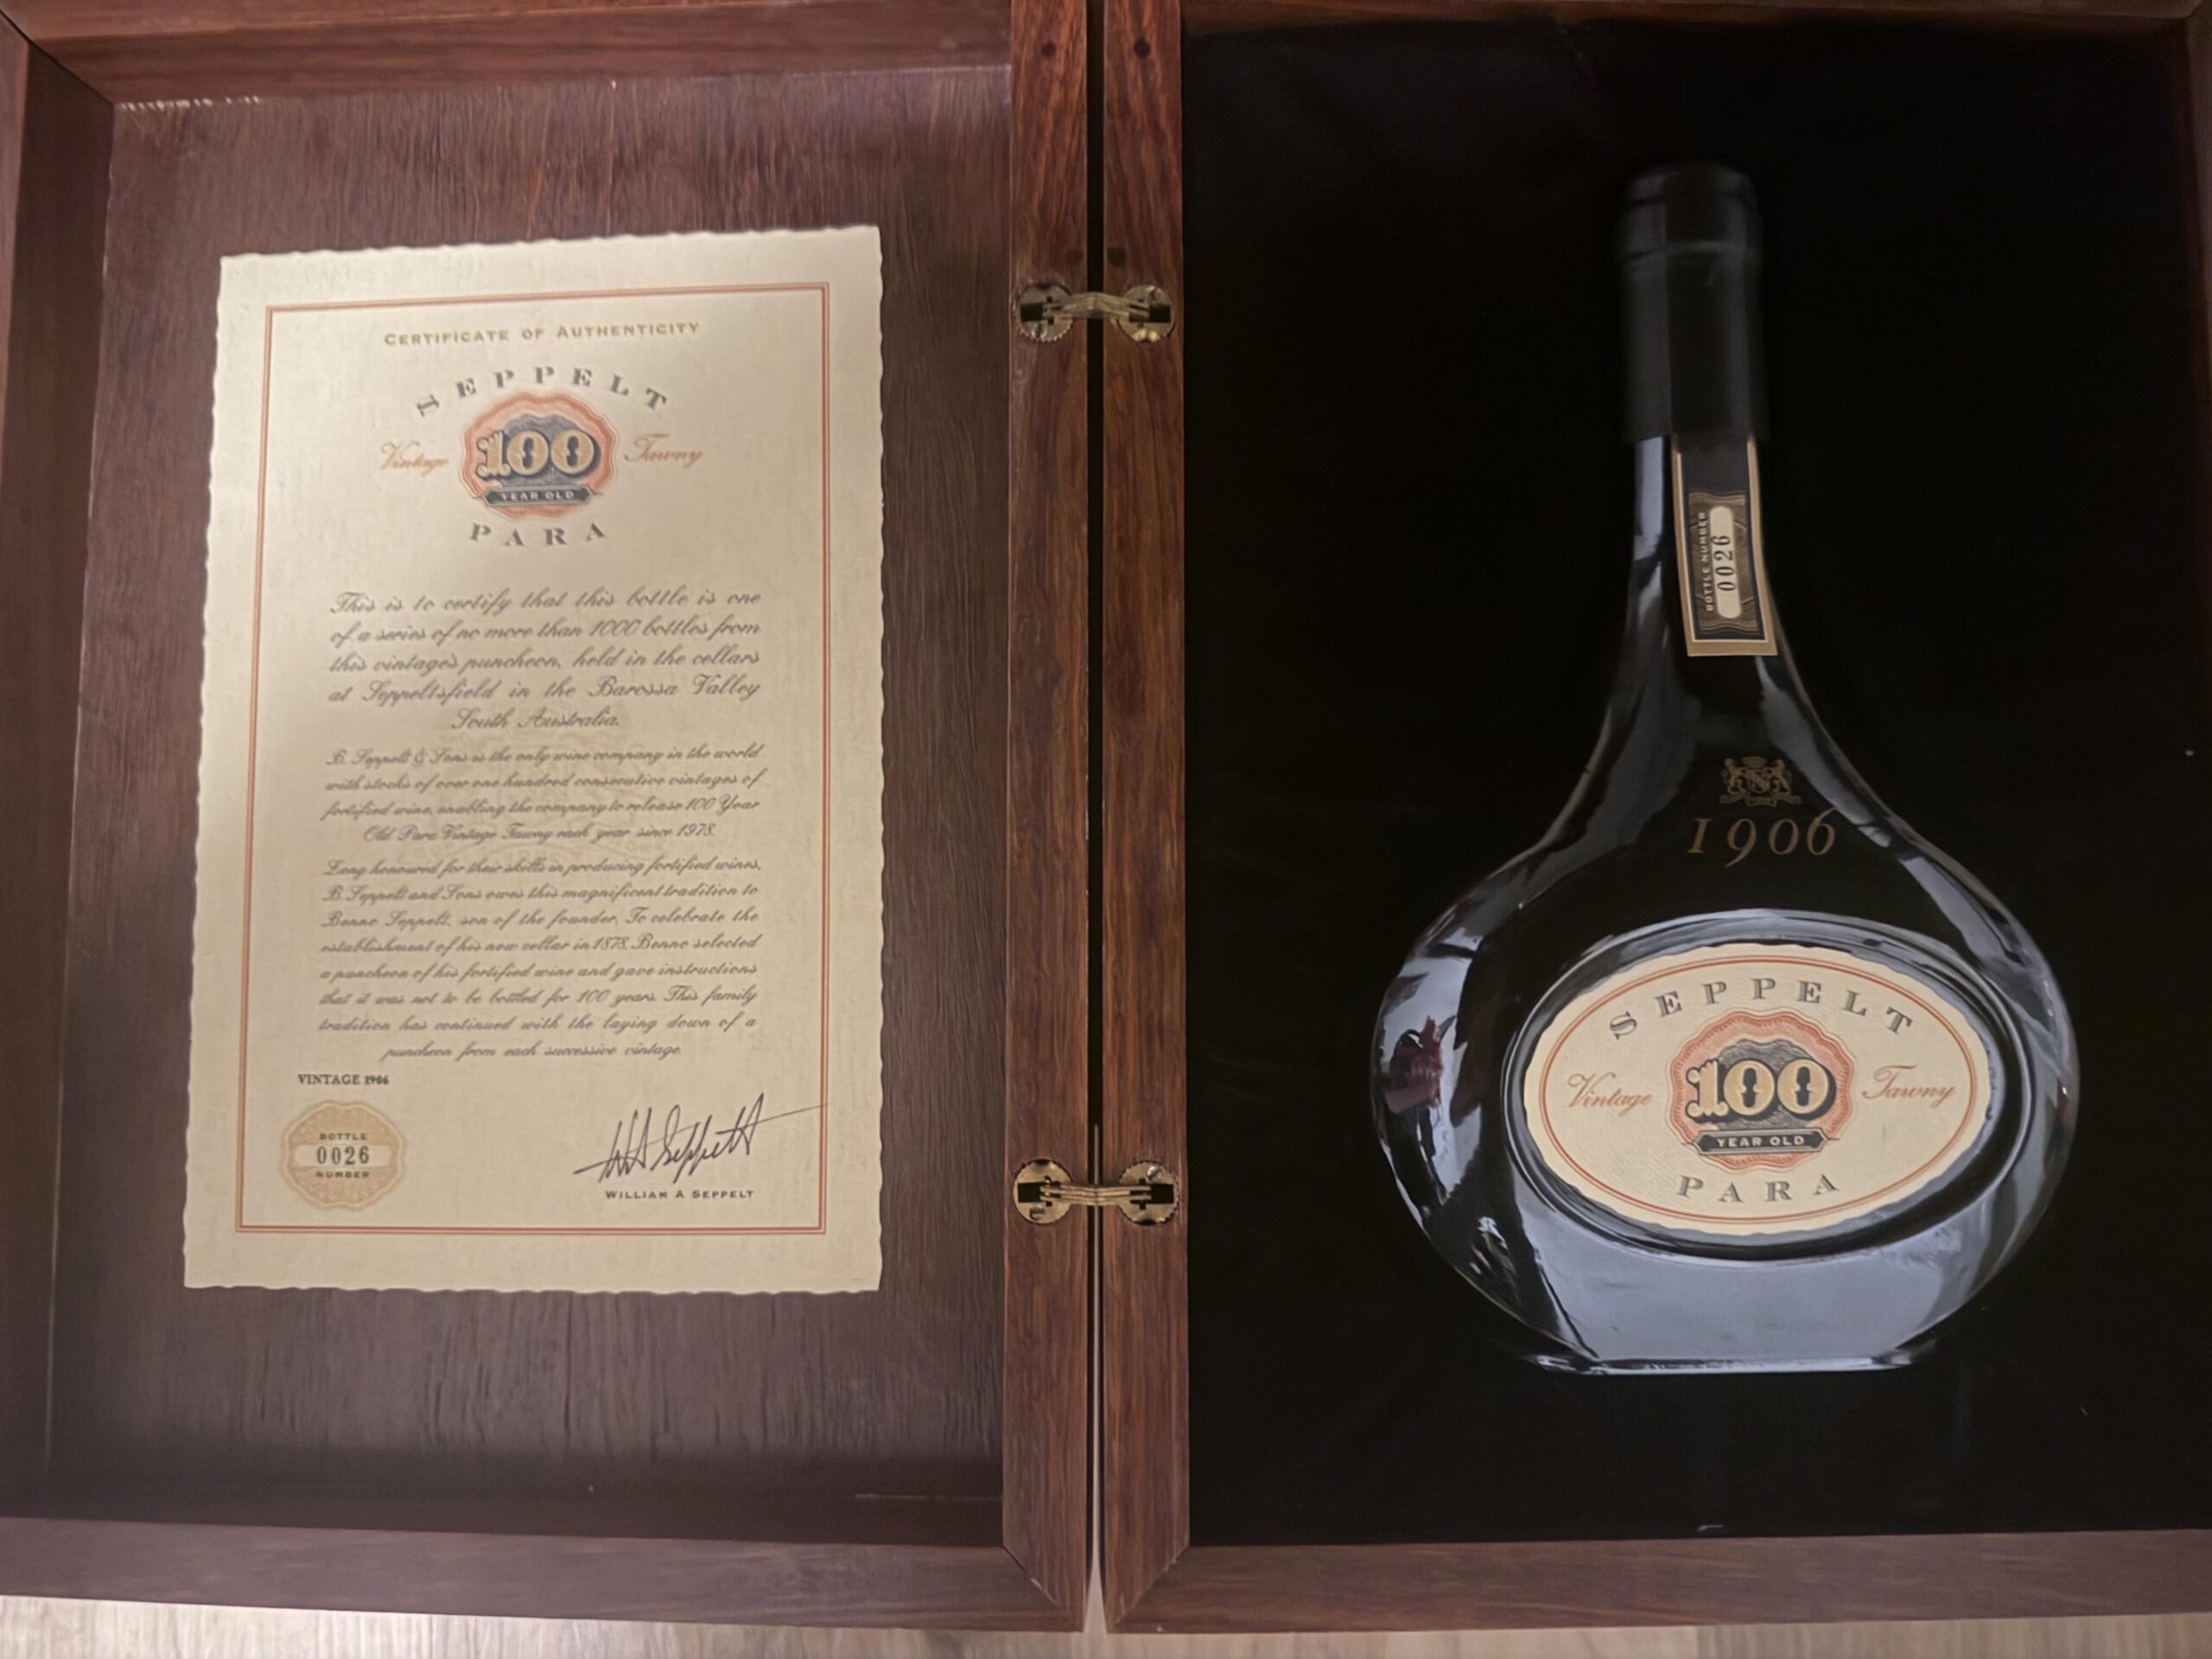 CERTIFICATE OF AUTHENTICITY
SEPPELT
Vintage 100 Tawny
YEAR OLD
PARA
This is to certify that this bottle is one
of a series of no more than 1000 bottles from
this vintage's puncheon, held in the cellars
at Seppeltsfield in the Barossa Valley
South Australia.
B. Seppelt & Sons is the only wine company in the world
with stocks of over one hundred consecutive vintages of
fortified wine, enabling the company to release 100 Year
Old Para Vintage Tawny each year since 1978.
Long honoured for their skills in producing fortified wines,
B. Seppelt and Sons owes this magnificent tradition to
Benno Seppelt, son of the founder. To celebrate the
establishment of his new cellar in 1878, Benno selected
a puncheon of his fortified wine and gave instructions
that it was not to be bottled for 100 years. This family
tradition has continued with the laying down of a
puncheon from each successive vintage.
VINTAGE 1906
BOTTLE
0026
NUMBER
WA Seppelt
WILLIAM A SEPPELT
BOTTLE NUMBER
0026
1906
SEPPELT
Vintage 100 Tawny
YEAR OLD
PARA